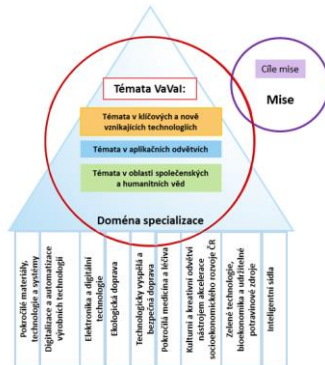 Témata VaVaI:
Témata v klíčových a nově
vznikajících technologiích
Témata v aplikačních odvětvích
Témata v oblasti společenských
a humanitních věd
Doména specializace
Cíle mise
Mise
Pokročilé materiály,
technologie a systémy
Digitalizace a automatizace
výrobních technologií
Elektronika a digitální
technologie
Ekologická doprava
Technologicky vyspělá a
bezpečná doprava
Pokročilá medicína a léčiva
Kulturní a kreativní odvětví
nástrojem akcelerace
socioekonomického rozvoje ČR
Zelené technologie,
bioekonomika a udržitelné
potravinové zdroje
Inteligentní sídla